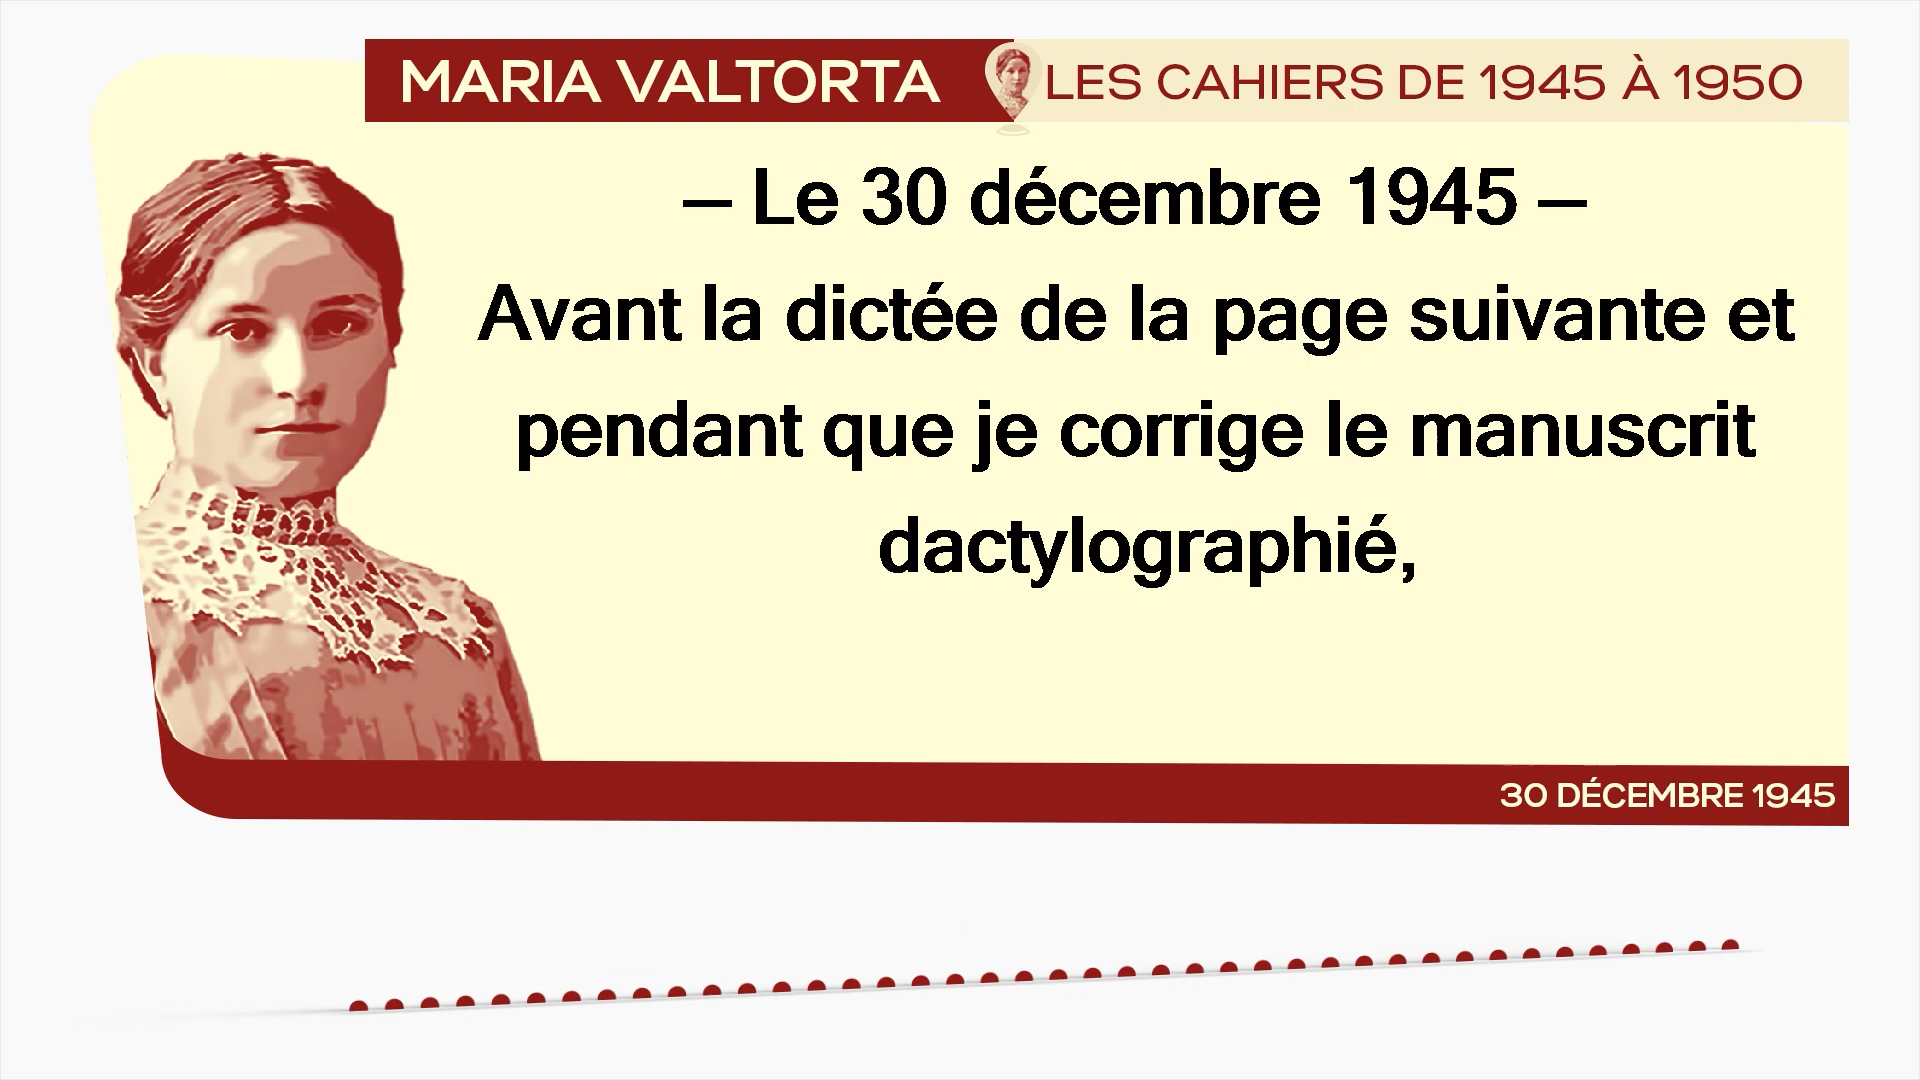 MARIA VALTORTA
LES CAHIERS DE 1945 À 1950
– Le 30 décembre 1945 –
Avant la dictée de la page suivante et
pendant que je corrige le manuscrit
dactylographié,
30 DÉCEMBRE 1945